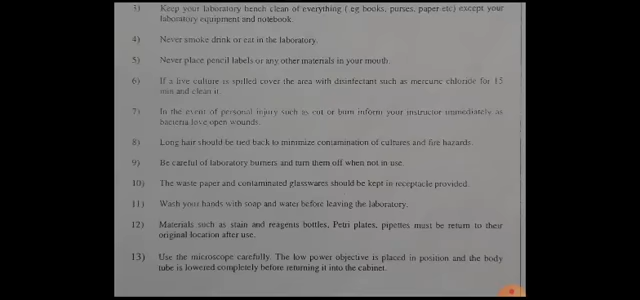 3) Keep your laboratory bench clean of everything ( eg books, purses, paper etc) except your
laboratory equipment and notebook.
4) Never smoke drink or eat in the laboratory.
5) Never place pencil labels or any other materials in your mouth.
6) If a live culture is spilled cover the area with disinfectant such as mercuric chloride for 15
min and clean it.
7) In the event of personal injury such as cut or burn inform your instructor immediately as
bacteria love open wounds.
8) Long hair should be tied back to minimize contamination of cultures and fire hazards.
9) Be careful of laboratory burners and turn them off when not in use.
10) The waste paper and contaminated glasswares should be kept in receptacle provided.
11) Wash your hands with soap and water before leaving the laboratory.
12) Materials such as stain and reagents bottles, Petri plates, pipettes must be return to their
original location after use.
13) Use the microscope carefully. The low power objective is placed in position and the body
tube is lowered completely before returning it into the cabinet.